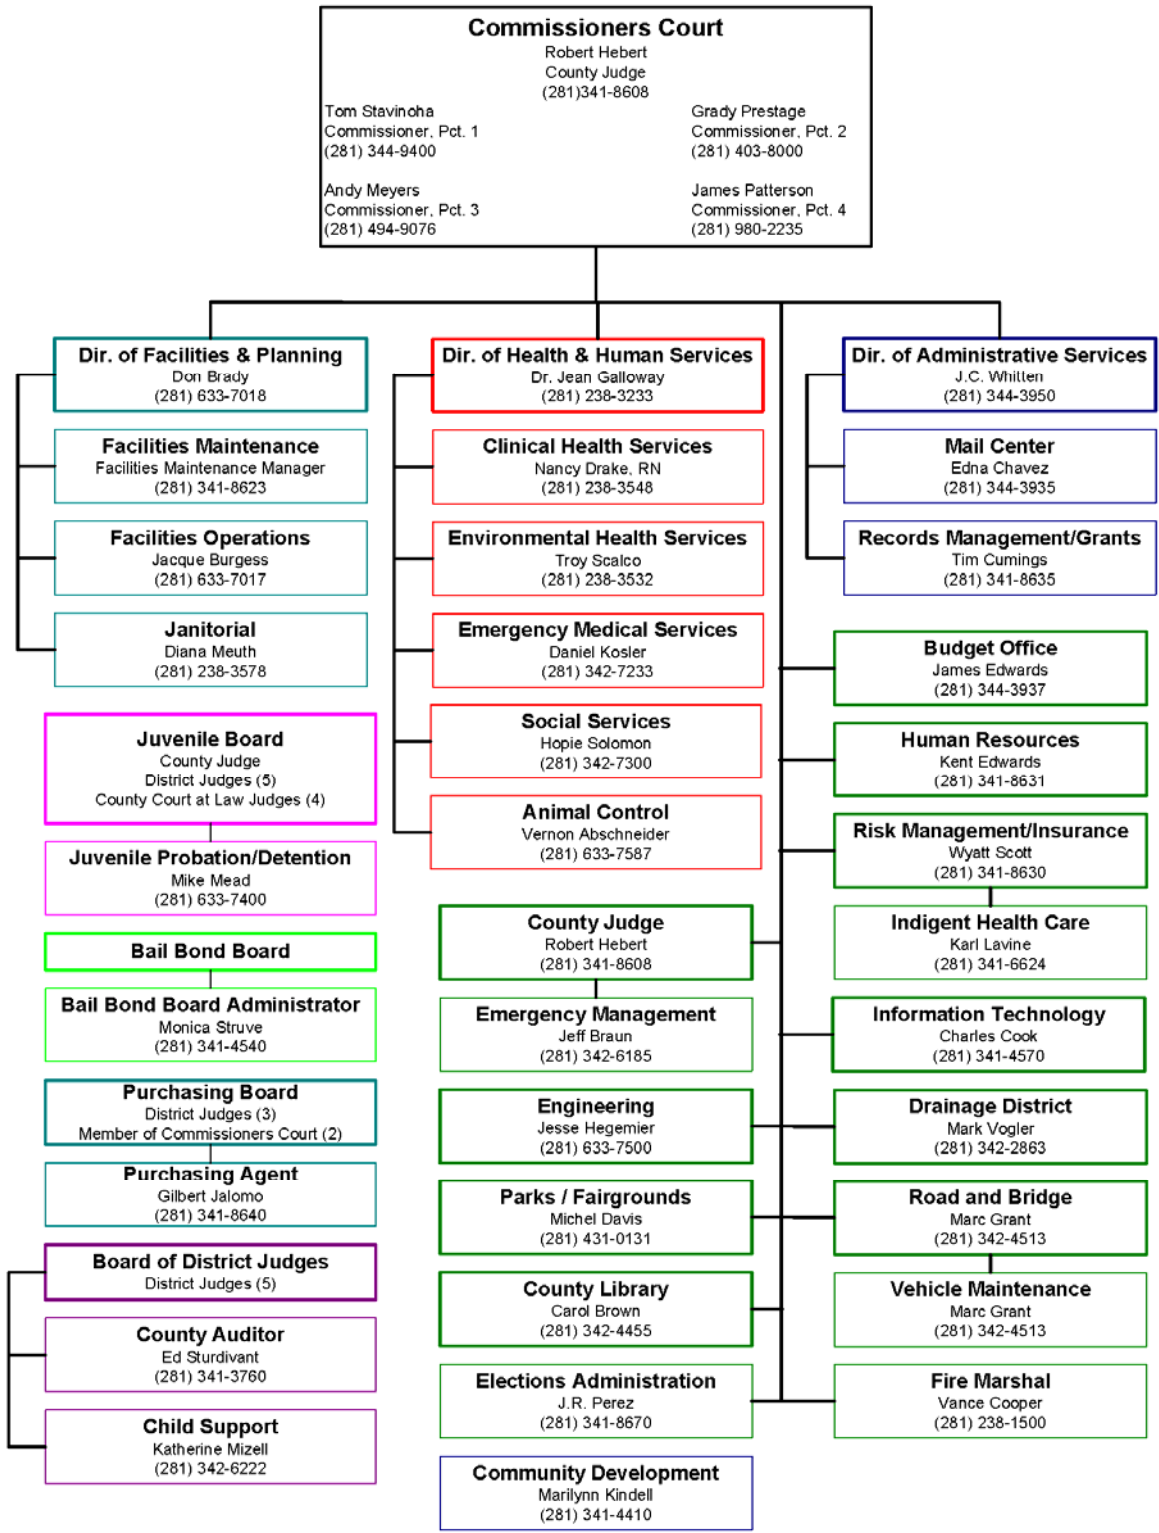 Commissioners Court
Robert Hebert
County Judge
(281)341-8608
Tom Stavinoha
Commissioner, Pct. 1
(281) 344-9400
Grady Prestage
Commissioner, Pct. 2
(281) 403-8000
Andy Meyers
Commissioner, Pct. 3
(281) 494-9076
James Patterson
Commissioner, Pct. 4
(281) 980-2235
Dir. of Facilities & Planning
Don Brady
(281) 633-7018
Facilities Maintenance
Facilities Maintenance Manager
(281) 341-8623
Facilities Operations
Jacque Burgess
(281) 633-7017
Janitorial
Diana Meuth
(281) 238-3578
Juvenile Board
County Judge
District Judges (5)
County Court at Law Judges (4)
Juvenile Probation/Detention
Mike Mead
(281) 633-7400
Bail Bond Board
Bail Bond Board Administrator
Monica Struve
(281) 341-4540
Purchasing Board
District Judges (3)
Member of Commissioners Court (2)
Purchasing Agent
Gilbert Jalomo
(281) 341-8640
Board of District Judges
District Judges (5)
County Auditor
Ed Sturdivant
(281) 341-3760
Child Support
Katherine Mizell
(281) 342-6222
Dir. of Health & Human Services
Dr. Jean Galloway
(281) 238-3233
Clinical Health Services
Nancy Drake, RN
(281) 238-3548
Environmental Health Services
Troy Scalco
(281) 238-3532
Emergency Medical Services
Daniel Kosler
(281) 342-7233
Social Services
Hopie Solomon
(281) 342-7300
Animal Control
Vernon Abschneider
(281) 633-7587
County Judge
Robert Hebert
(281) 341-8608
Emergency Management
Jeff Braun
(281) 342-6185
Engineering
Jesse Hegemier
(281) 633-7500
Parks / Fairgrounds
Michel Davis
(281) 431-0131
County Library
Carol Brown
(281) 342-4455
Elections Administration
J.R. Perez
(281) 341-8670
Community Development
Marilynn Kindell
(281) 341-4410
Dir. of Administrative Services
J.C. Whitten
(281) 344-3950
Mail Center
Edna Chavez
(281) 344-3935
Records Management/Grants
Tim Cumings
(281) 341-8635
Budget Office
James Edwards
(281) 344-3937
Human Resources
Kent Edwards
(281) 341-8631
Risk Management/Insurance
Wyatt Scott
(281) 341-8630
Indigent Health Care
Karl Lavine
(281) 341-6624
Information Technology
Charles Cook
(281) 341-4570
Drainage District
Mark Vogler
(281) 342-2863
Road and Bridge
Marc Grant
(281) 342-4513
Vehicle Maintenance
Marc Grant
(281) 342-4513
Fire Marshal
Vance Cooper
(281) 238-1500